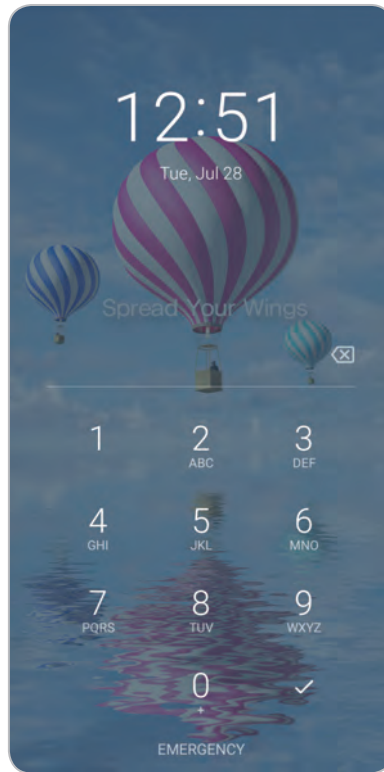 12:51
Tue, Jul 28
Spread Your Wings
1 2 3
ABC DEF
4 5 6
GHI JKL MNO
7 8 9
PQRS TUV WXYZ
0
+
EMERGENCY